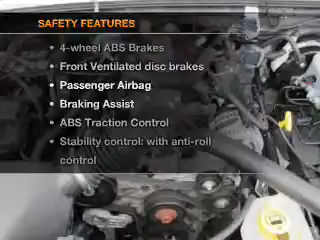 SAFETY FEATURES
• 4-wheel ABS Brakes
• Front Ventilated disc brakes
• Passenger Airbag
• Braking Assist
• ABS Traction Control
• Stability control: with anti-roll
control